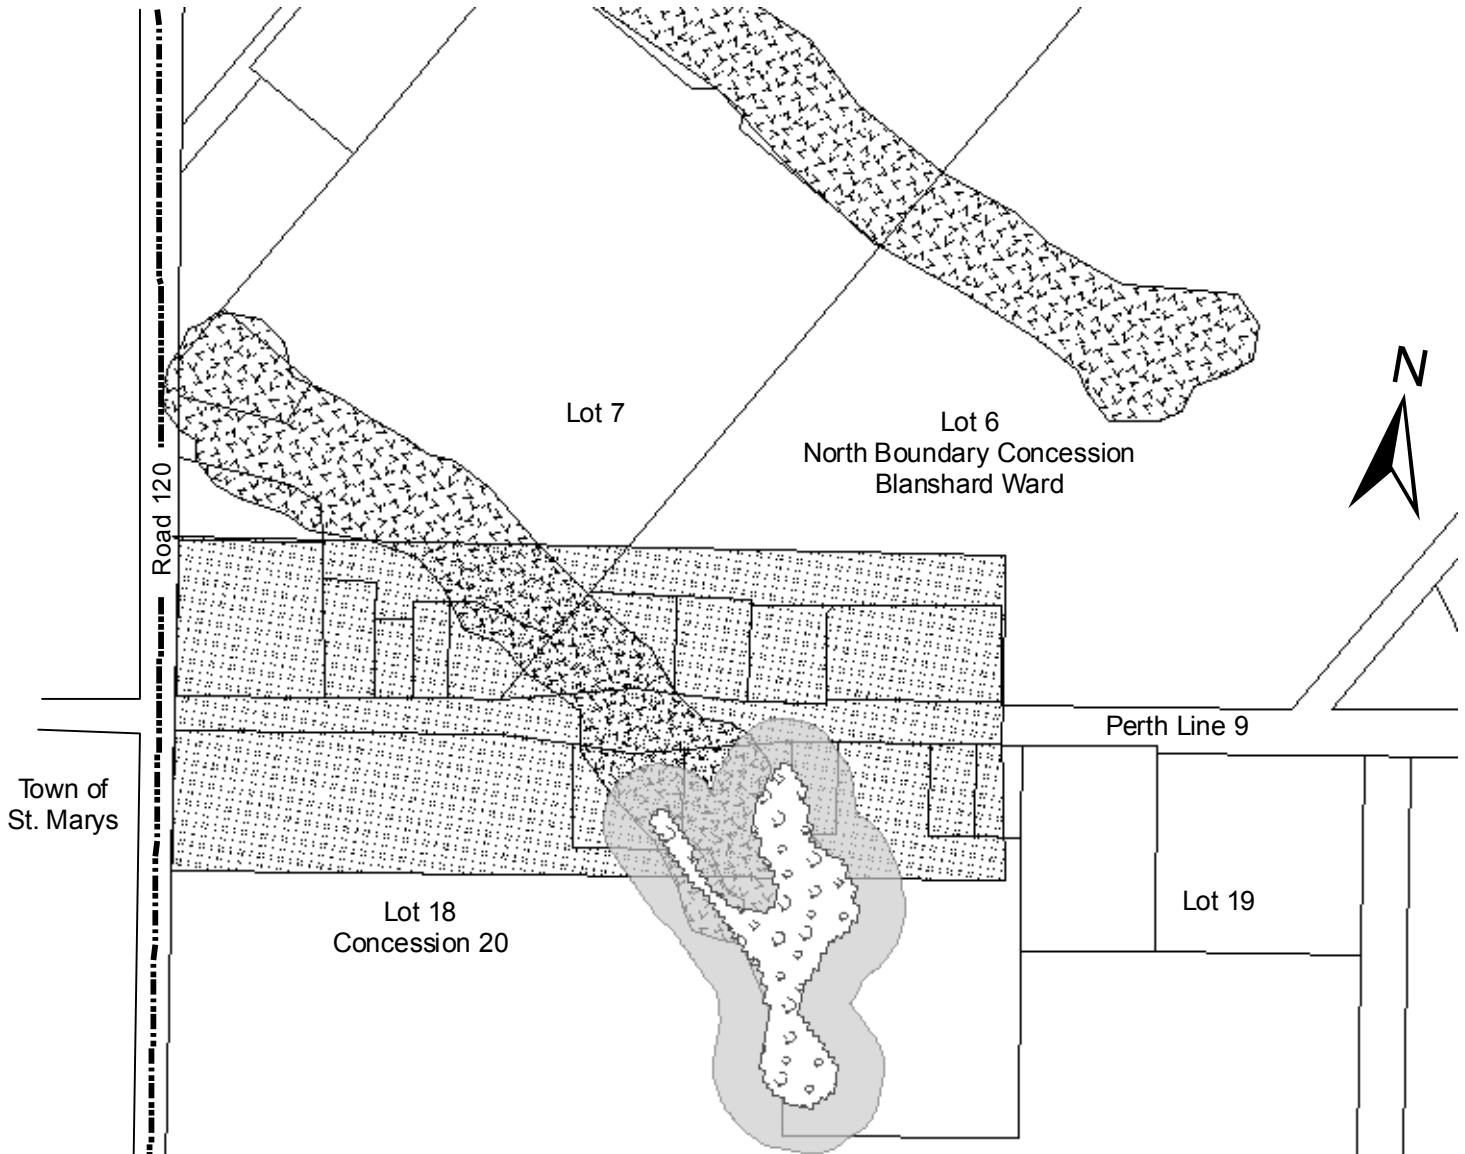 N
Lot 7
Lot 6
North Boundary Concession
Blanshard Ward
Road 120
Perth Line 9
Town of
St. Marys
Lot 18
Concession 20
Lot 19